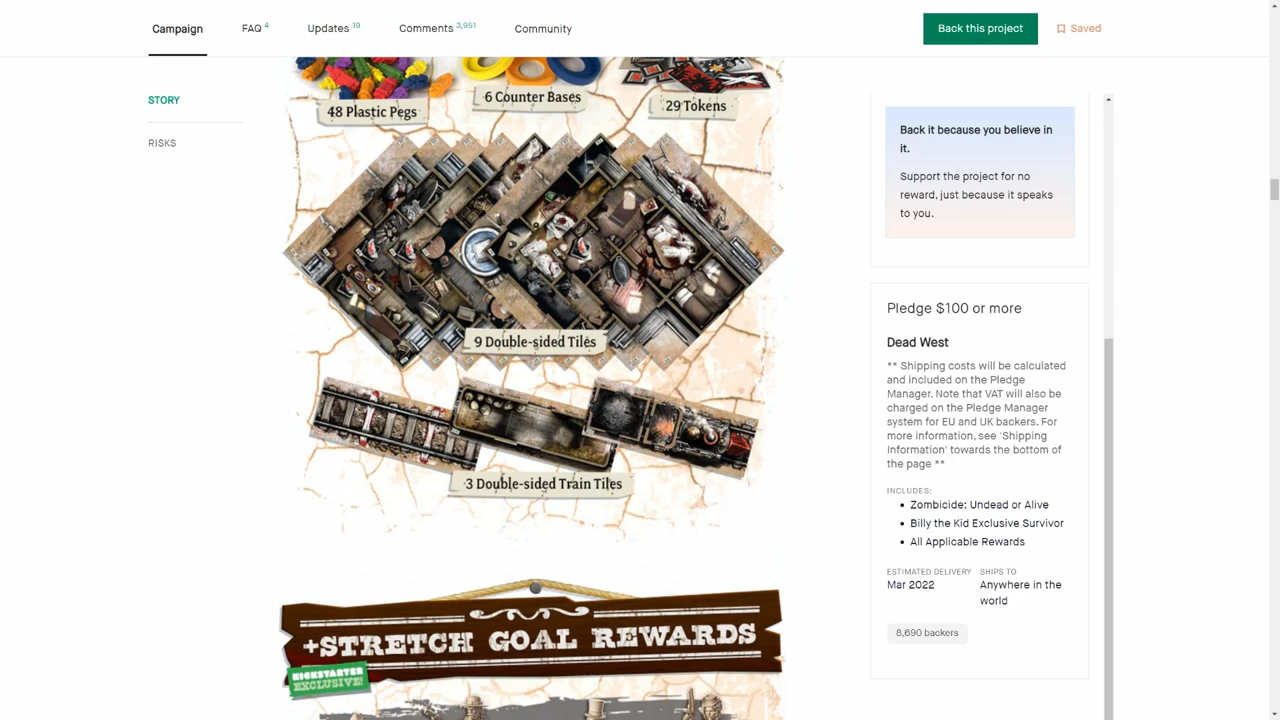 Campaign
FAQ 4
Updates 19
Comments 3,951
Community
Back this project
Saved
STORY
RISKS
48 Plastic Pegs
6 Counter Bases
29 Tokens
9 Double-sided Tiles
3 Double-sided Train Tiles
+STRETCH GOAL REWARDS
KICKSTARTER
EXCLUSIVE!
Back it because you believe in
it.
Support the project for no
reward, just because it speaks
to you.
Pledge $100 or more
Dead West
** Shipping costs will be calculated
and included on the Pledge
Manager. Note that VAT will also be
charged on the Pledge Manager
system for EU and UK backers. For
more information, see 'Shipping
Information' towards the bottom of
the page **
INCLUDES:
• Zombicide: Undead or Alive
• Billy the Kid Exclusive Survivor
• All Applicable Rewards
ESTIMATED DELIVERY
Mar 2022
SHIPS TO
Anywhere in the
world
8,690 backers